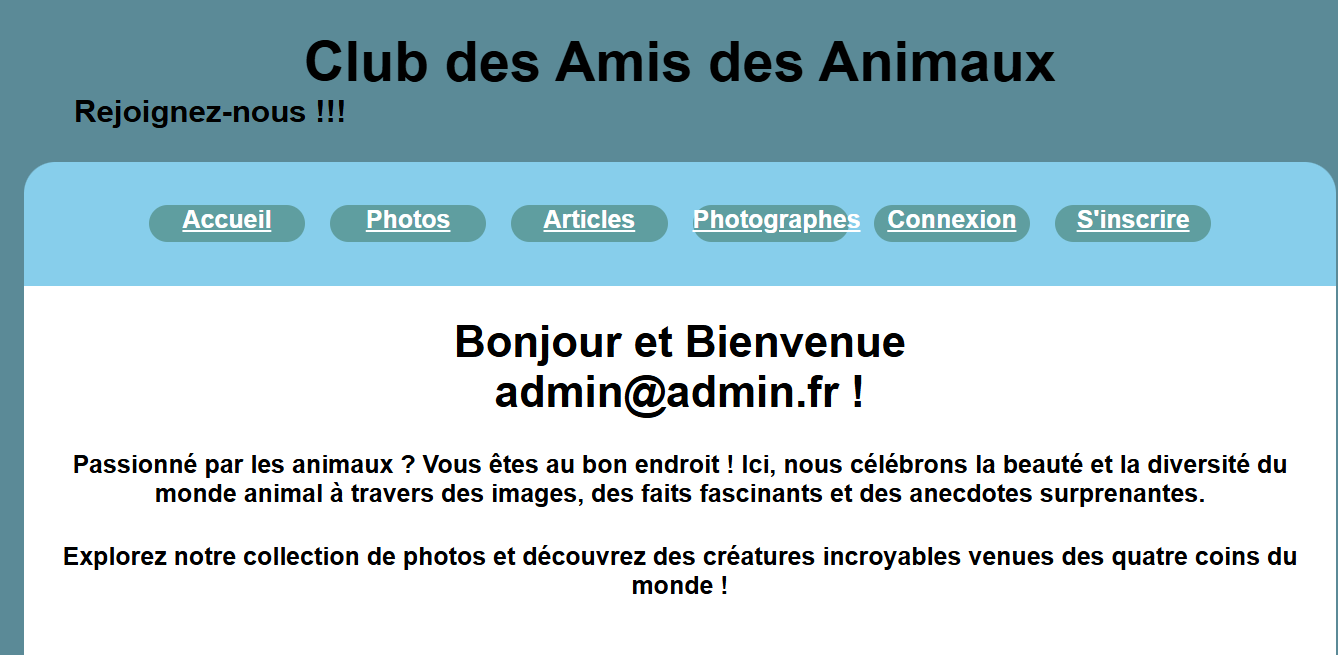 Club des Amis des Animaux
Rejoignez-nous !!!
Accueil Photos Articles Photographes Connexion S'inscrire
Bonjour et Bienvenue
admin@admin.fr !
Passionné par les animaux ? Vous êtes au bon endroit ! Ici, nous célébrons la beauté et la diversité du
monde animal à travers des images, des faits fascinants et des anecdotes surprenantes.
Explorez notre collection de photos et découvrez des créatures incroyables venues des quatre coins du
monde !